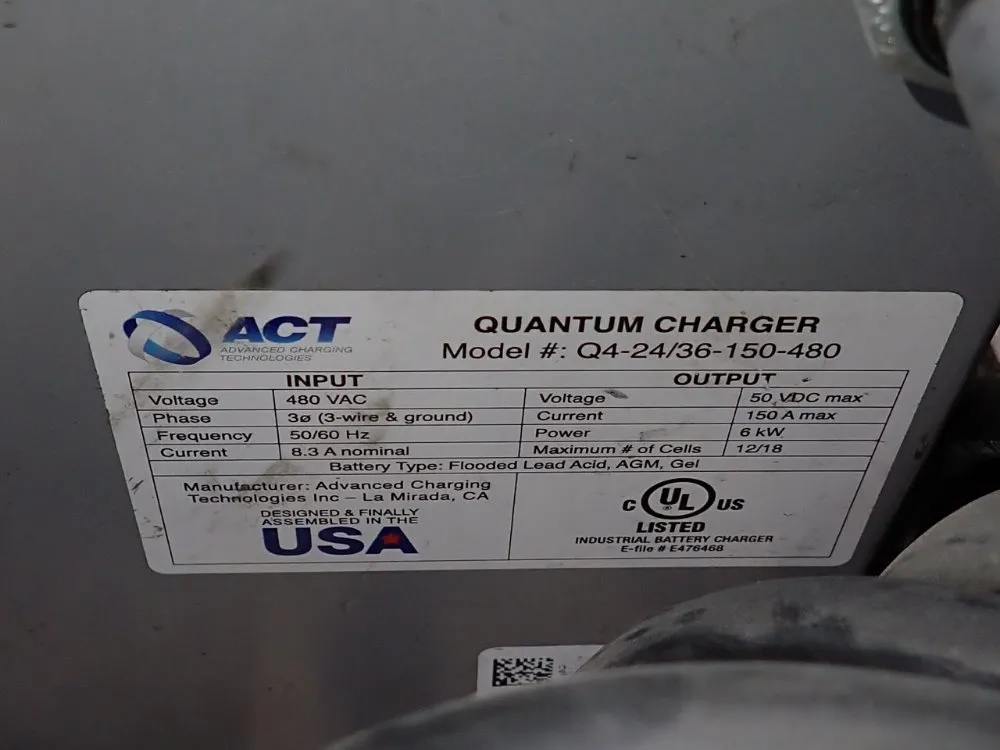 ACT
ADVANCED CHARGING
TECHNOLOGIES
QUANTUM CHARGER
Model #: Q4-24/36-150-480
INPUT
Voltage 480 VAC
Phase 3ø (3-wire & ground)
Frequency 50/60 Hz
Current 8.3 A nominal
OUTPUT
Voltage 50 VDC max
Current 150 A max
Power 6 kW
Maximum # of Cells 12/18
Battery Type: Flooded Lead Acid, AGM, Gel
Manufacturer: Advanced Charging
Technologies Inc – La Mirada, CA
DESIGNED & FINALLY
ASSEMBLED IN THE
USA
C UL US
®
LISTED
INDUSTRIAL BATTERY CHARGER
E-file # E476468